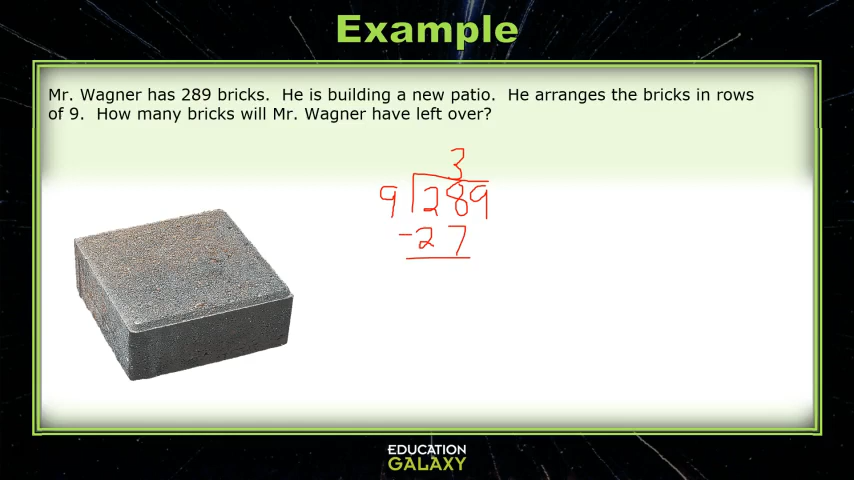 Example
Mr. Wagner has 289 bricks.  He is building a new patio.  He arranges the bricks in rows
of 9.  How many bricks will Mr. Wagner have left over?
3
9 289
-27
EDUCATION
GALAXY